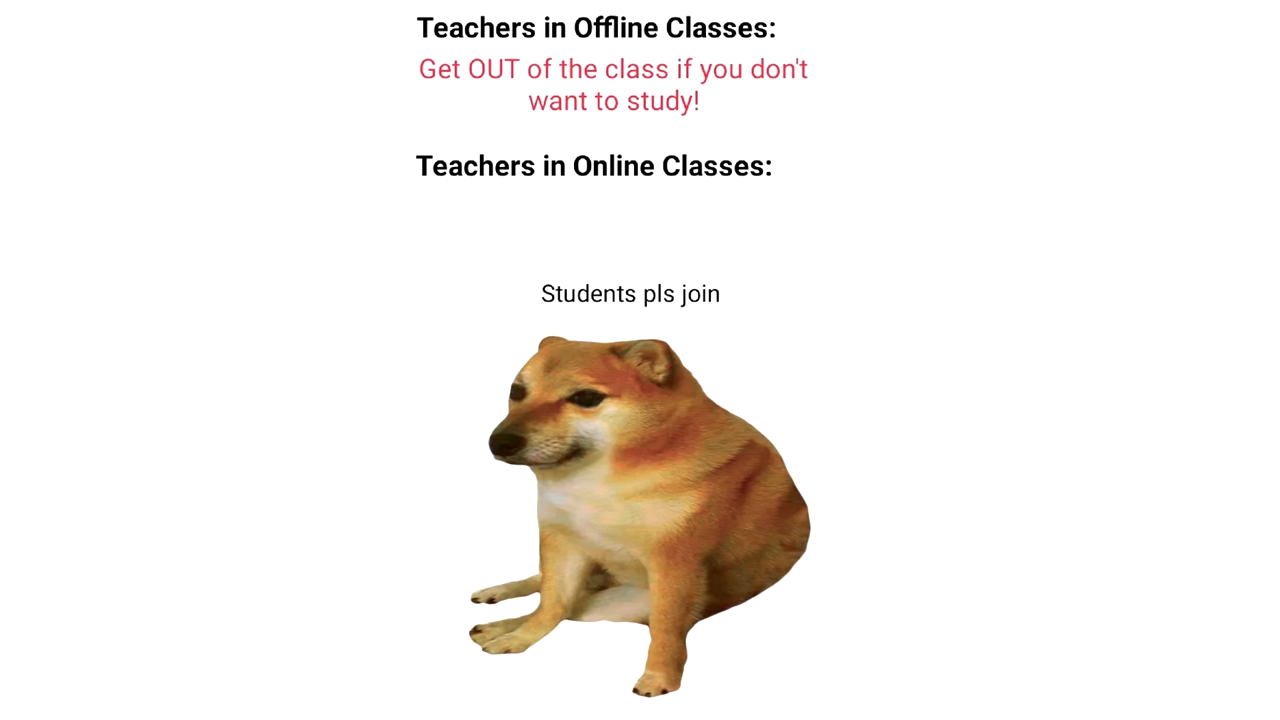 Teachers in Offline Classes:
Get OUT of the class if you don't
want to study!
Teachers in Online Classes:
Students pls join